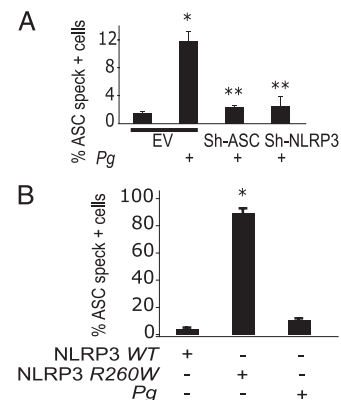 A
% ASC speck + cells
12
8
4
0
*
** **
EV Sh-ASC Sh-NLRP3
Pg + + +
B
% ASC speck + cells
100
80
60
40
20
0
*
NLRP3 WT + - -
NLRP3 R260W - + -
Pg - - +